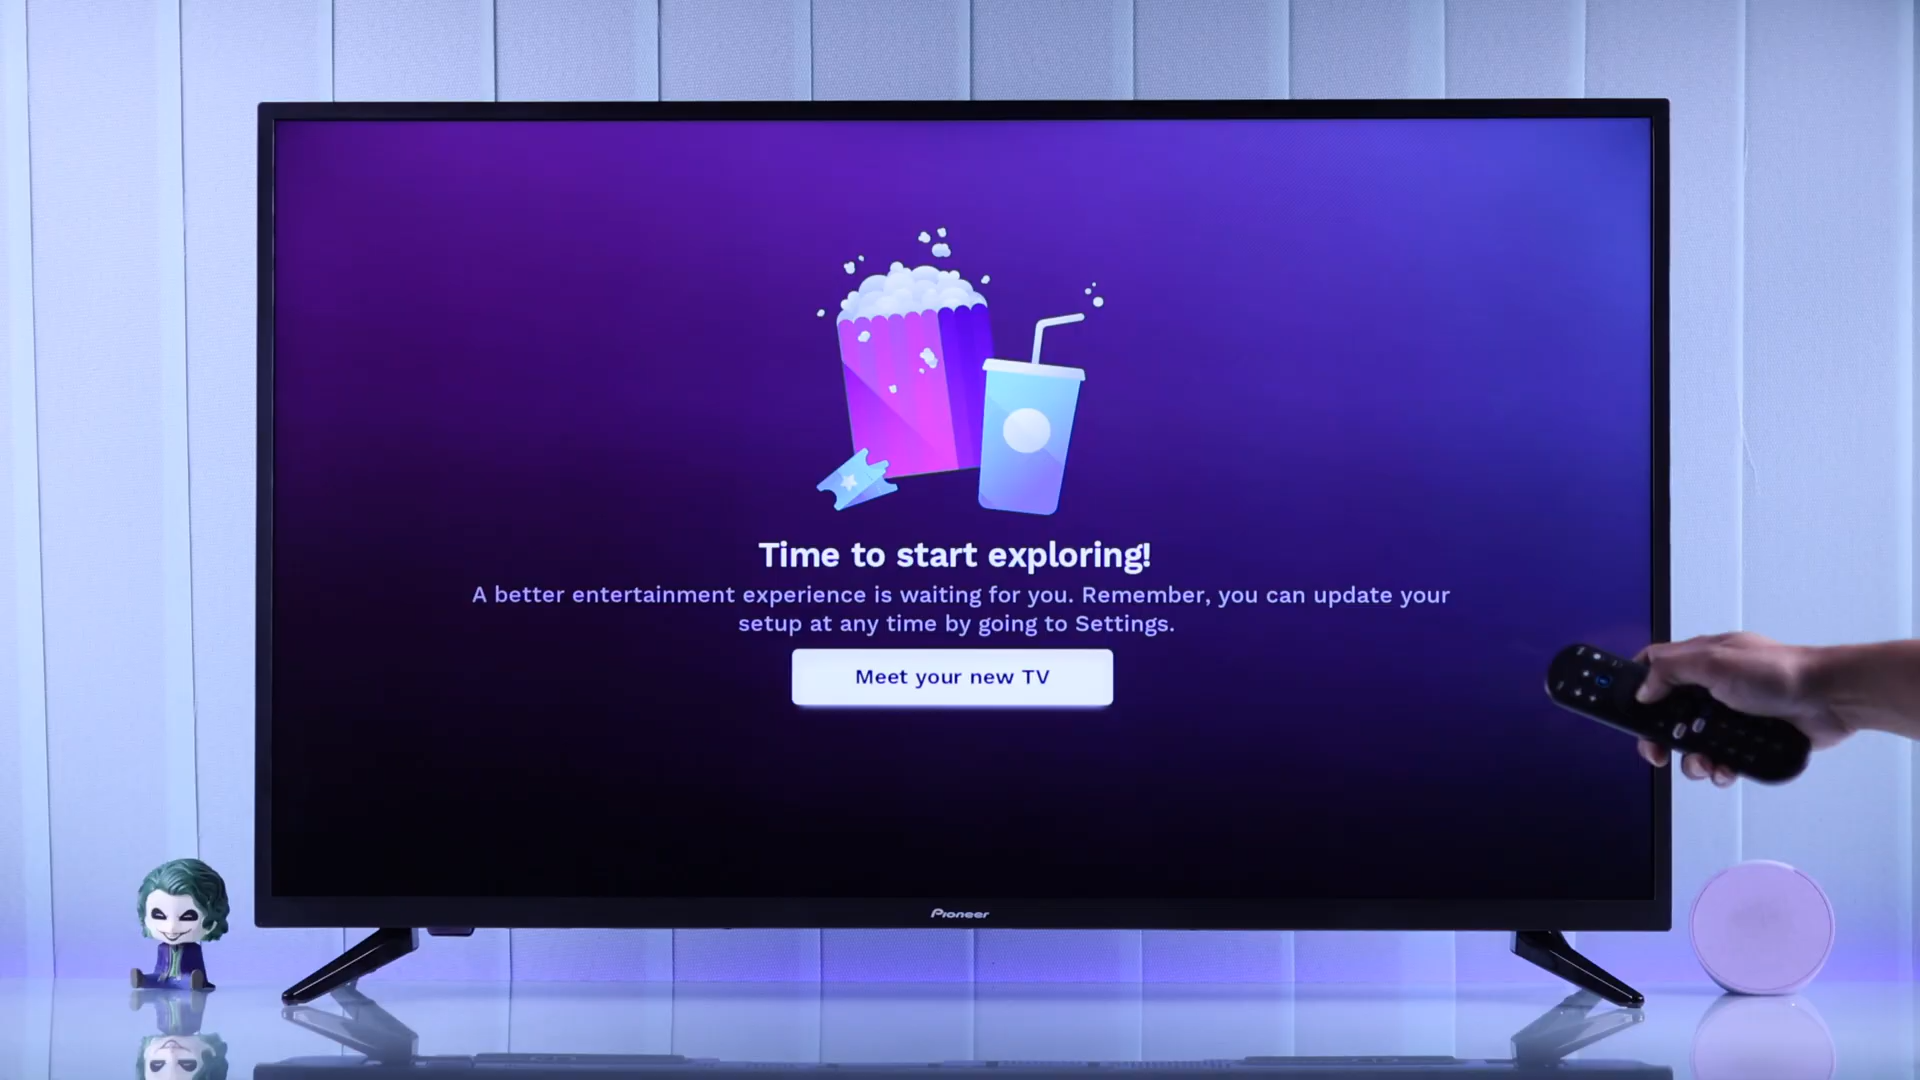 Time to start exploring!
A better entertainment experience is waiting for you. Remember, you can update your
setup at any time by going to Settings.
Meet your new TV
Pioneer